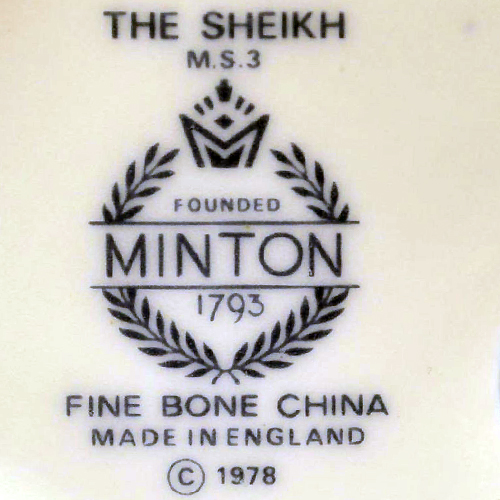 THE SHEIKH
M.S.3
FOUNDED
MINTON
1793
FINE BONE CHINA
MADE IN ENGLAND
© 1978